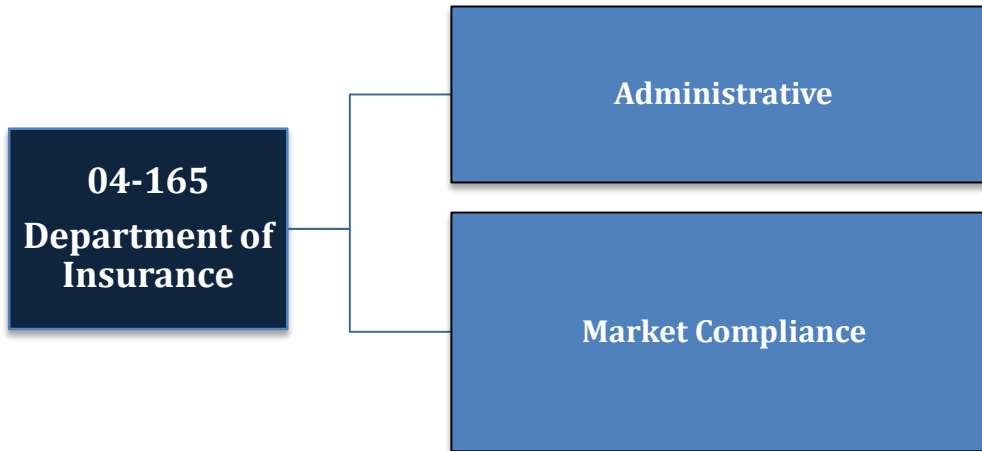 04-165
Department of
Insurance
Administrative
Market Compliance